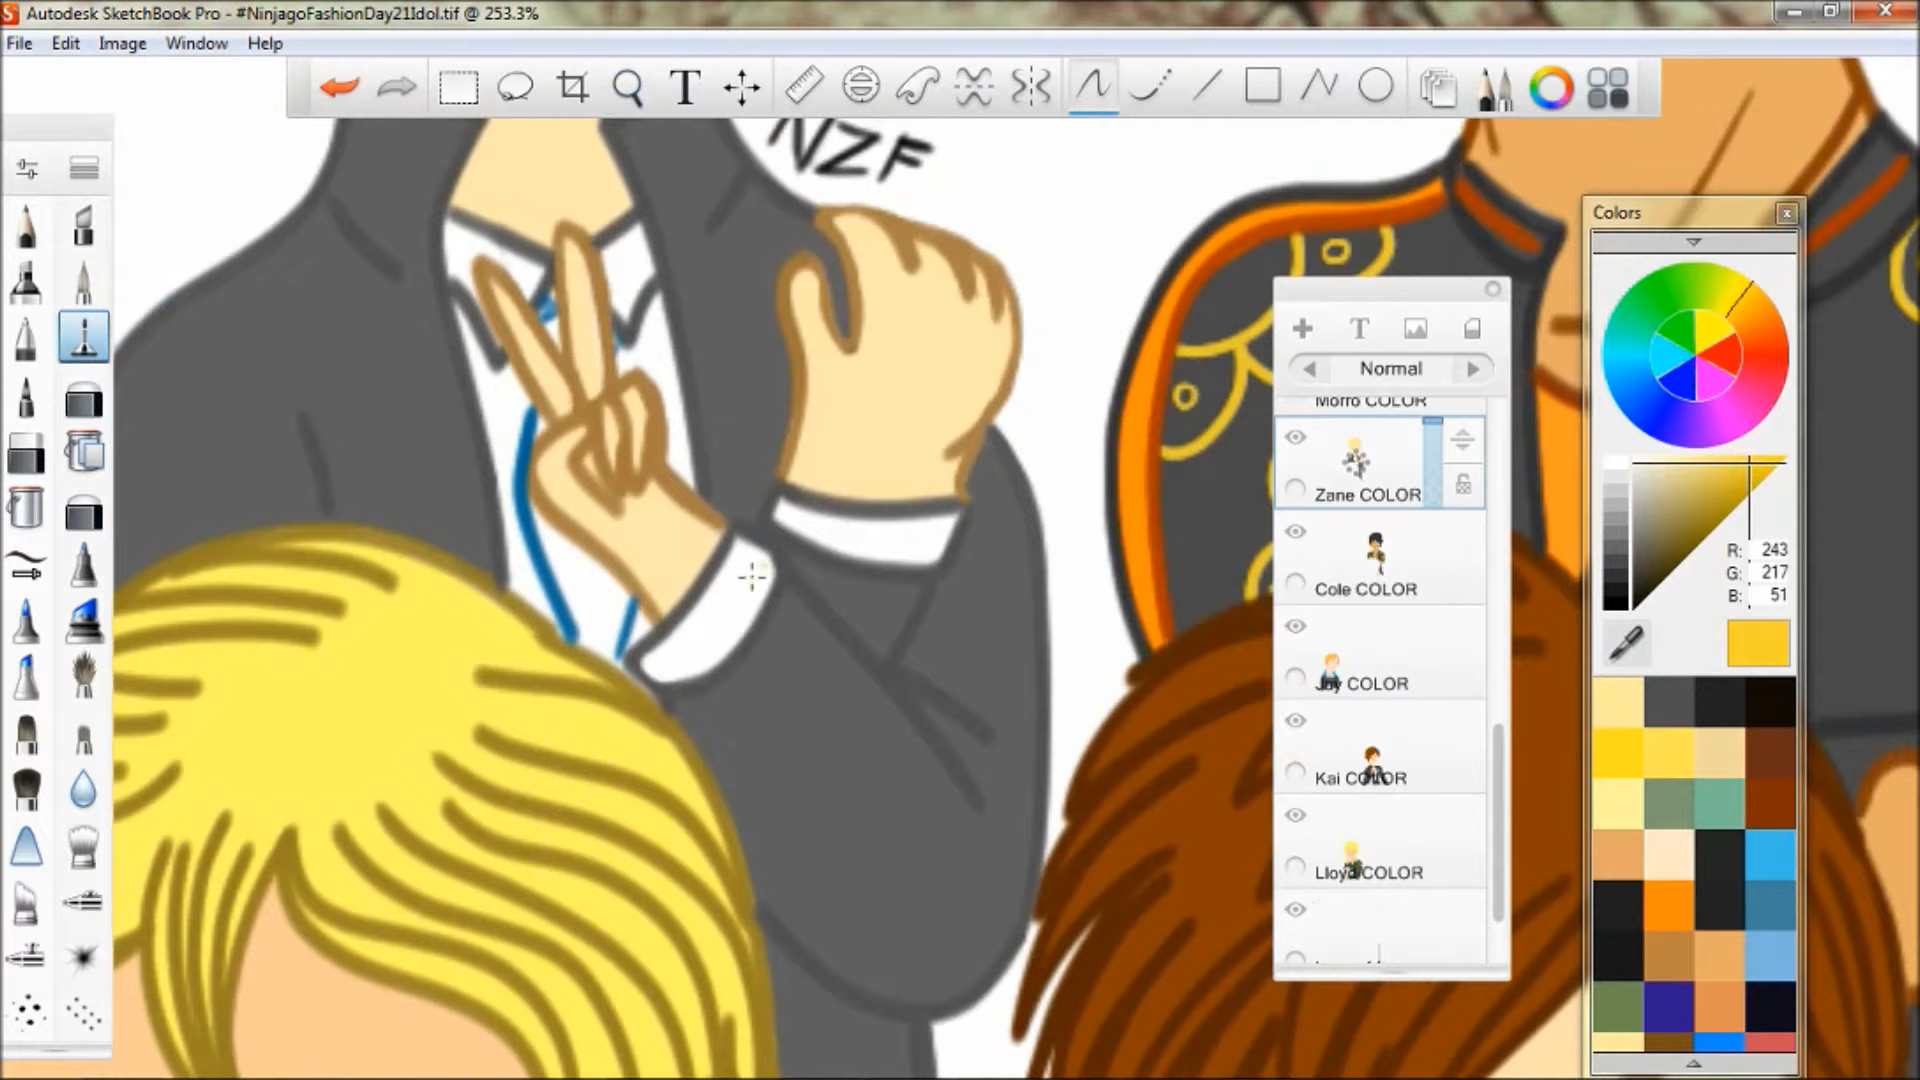 Autodesk SketchBook Pro - #NinjagoFashionDay21Idol.tif @ 253.3%
File Edit Image Window Help
T
NZF
Colors
T
Normal
Morro COLOR
Zane COLOR
Cole COLOR
Jay COLOR
Kai COLOR
Lloyd COLOR
R: 243
G: 217
B: 51